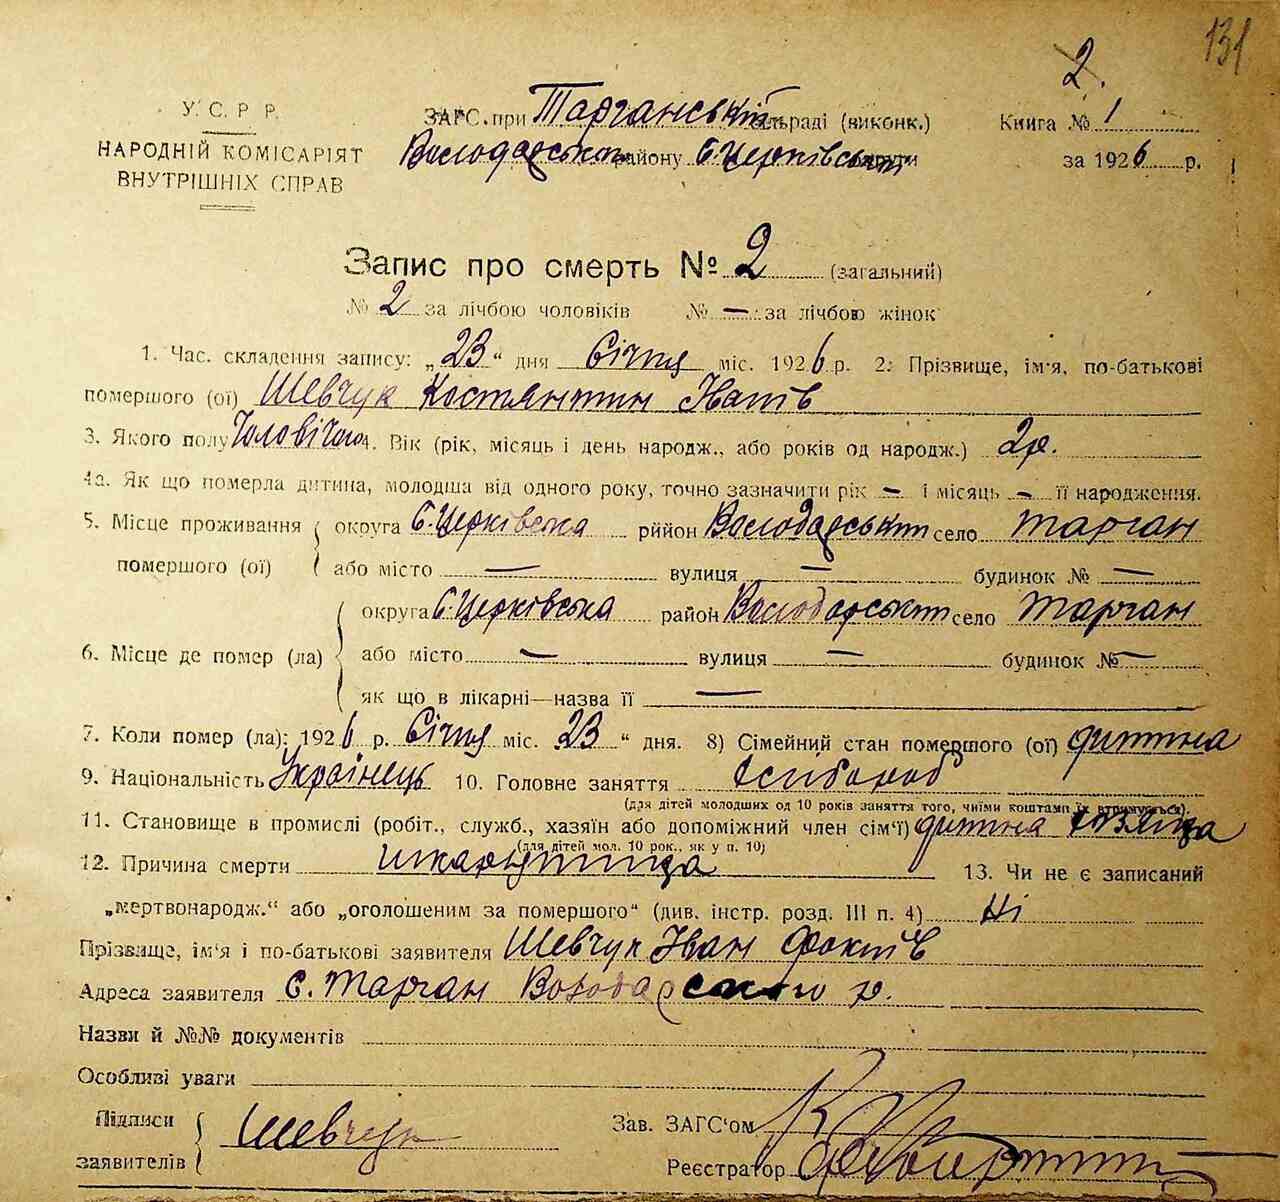 131
2.
У. С. Р Р.
ЗАГС. при Тарганській сільраді (виконк.) Книга № 1
НАРОДНІЙ КОМІСАРІЯТ
Володарськ району Б-Церківськ округи за 1926 р.
ВНУТРІШНІХ СПРАВ
Запис про смерть № 2 (загальний)
№ 2 за лічбою чоловіків № — за лічбою жінок
1. Час. складення запису: „23“ дня Січня міс. 1926 р. 2. Прізвище, ім'я, по-батькові
помершого (ої) Шевчук Костянтин Іванів
3. Якого полу Чоловічого 4. Вік (рік, місяць і день народж., або років од народж.) 2р.
4а. Як що померла дитина, молодша від одного року, точно зазначити рік — і місяць — її народження.
5. Місце проживання округа Б-Церківська рйион Володарськ село Тарган
помершого (ої) або місто — вулиця — будинок № —
округа Б-Церківська район Володарськ село Тарган
6. Місце де помер (ла) або місто — вулиця — будинок № —
як що в лікарні—назва її —
7. Коли помер (ла): 1926 р. Січня міс. 23 “ дня. 8) Сімейний стан помершого (ої) дитина
9. Національність Українець 10. Головне заняття хлібороб
(для дітей молодших од 10 років заняття того, чиїми коштами їх втримується).
11. Становище в промислі (робіт., служб., хазяїн або допоміжний член сім'ї) дитина хазяїна
(для дітей мол. 10 рок., як у п. 10)
12. Причина смерти шкарлятина 13. Чи не є записаний
„мертвонародж.“ або „оголошеним за помершого“ (див. інстр. розд. III п. 4) Ні
Прізвище, ім'я і по-батькові заявителя Шевчук Іван Фоктів
Адреса заявителя с. Тарган Володарського р.
Назви й №№ документів
Особливі уваги
Підписи Шевчук Зав. ЗАГС'ом
заявителів Реєстратор